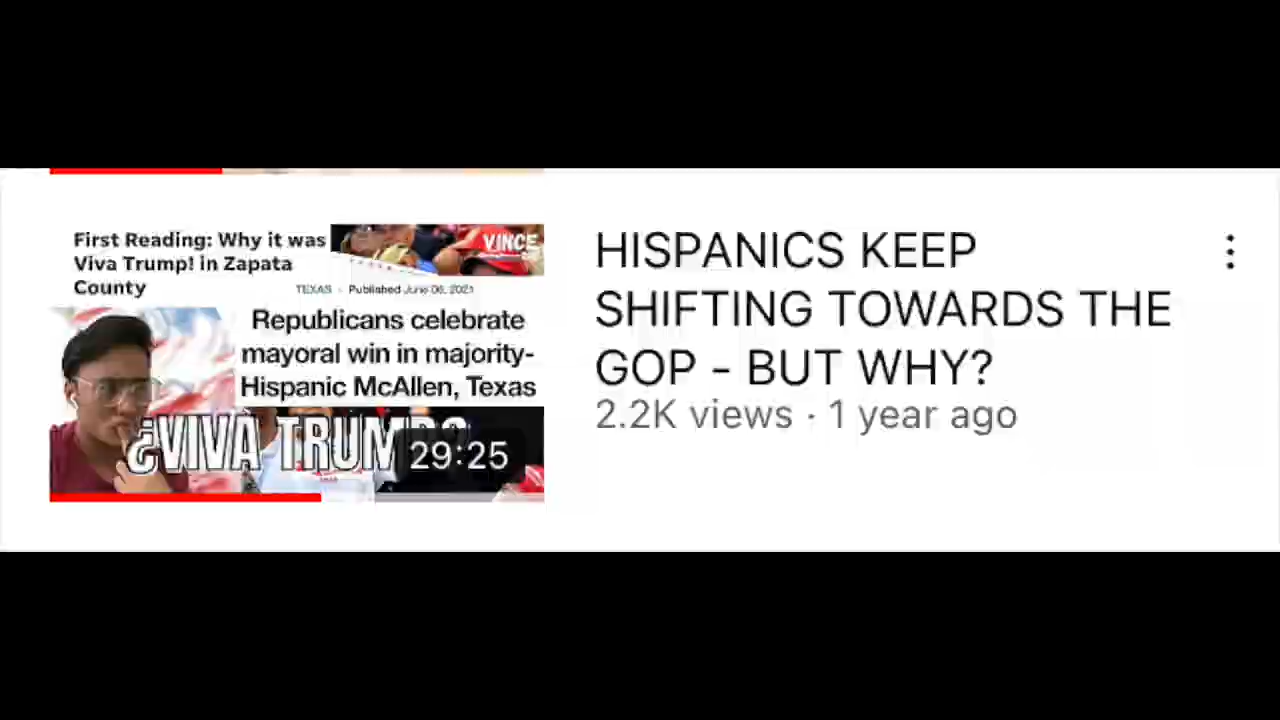 First Reading: Why it was
Viva Trump! in Zapata
County
VINCE
TEXAS · Published June 06, 2021
Republicans celebrate
mayoral win in majority-
Hispanic McAllen, Texas
¿VIVA TRUMP?
29:25
HISPANICS KEEP
SHIFTING TOWARDS THE
GOP - BUT WHY?
2.2K views · 1 year ago